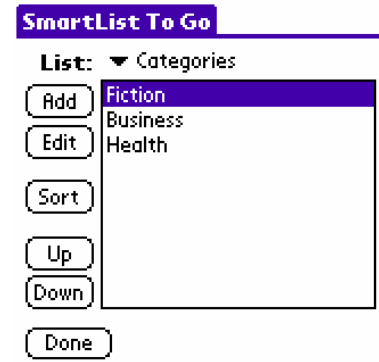 SmartList To Go
List: Categories
Add
Edit
Sort
Up
Down
Done
Fiction
Business
Health